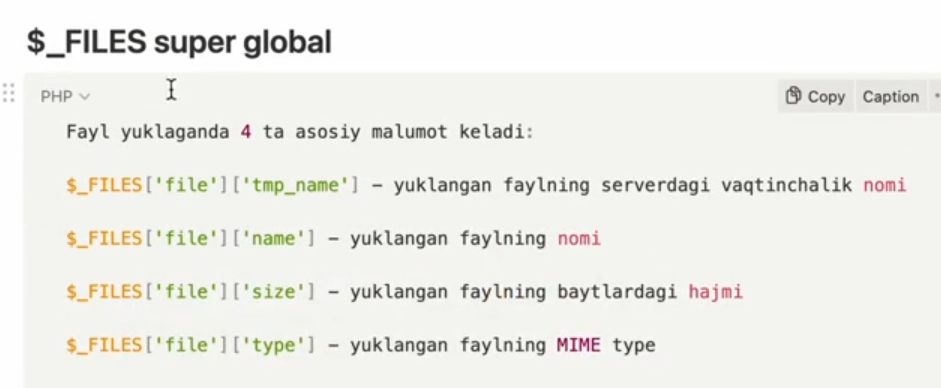 $_FILES super global
PHP
Copy Caption
Fayl yuklaganda 4 ta asosiy malumot keladi:
$_FILES['file']['tmp_name'] – yuklangan faylning serverdagi vaqtinchalik nomi
$_FILES['file']['name'] – yuklangan faylning nomi
$_FILES['file']['size'] – yuklangan faylning baytlardagi hajmi
$_FILES['file']['type'] – yuklangan faylning MIME type